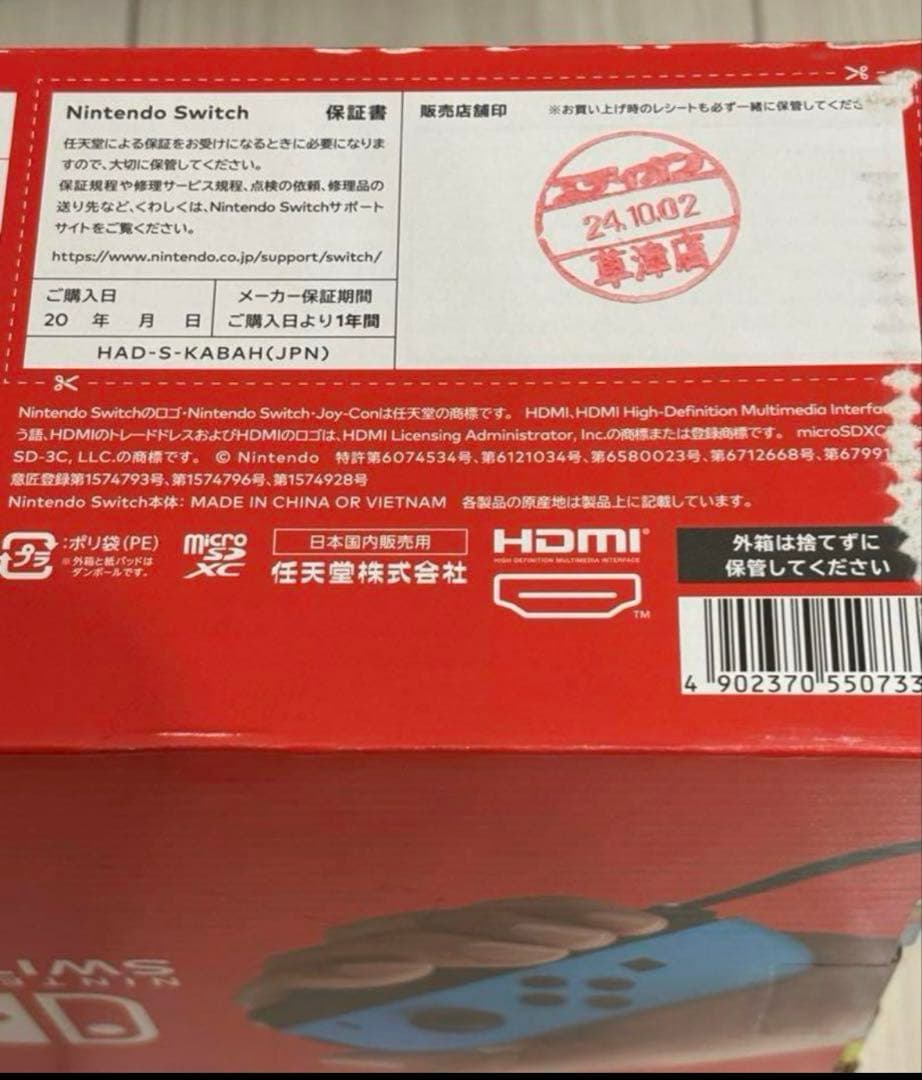 Nintendo Switch 保証書
任天堂による保証をお受けになるときに必要になりま
すので、大切に保管してください。
保証規程や修理サービス規程、点検の依頼、修理品の
送り先など、くわしくは、Nintendo Switchサポート
サイトをご覧ください。
https://www.nintendo.co.jp/support/switch/
ご購入日
20 年 月 日
メーカー保証期間
ご購入日より1年間
HAD-S-KABAH(JPN)
販売店舗印 ※お買い上げ時のレシートも必ず一緒に保管してくださ
エディオン
24.10.02
草津店
Nintendo Switchのロゴ・Nintendo Switch・Joy-Conは任天堂の商標です。 HDMI、HDMI High-Definition Multimedia Interfac
う語、HDMIのトレードドレスおよびHDMIのロゴは、HDMI Licensing Administrator, Inc.の商標または登録商標です。 microSDXC
SD-3C, LLC.の商標です。 © Nintendo 特許第6074534号、第6121034号、第6580023号、第6712668号、第67991
意匠登録第1574793号、第1574796号、第1574928号
Nintendo Switch本体: MADE IN CHINA OR VIETNAM 各製品の原産地は製品上に記載しています。
プラ
:ポリ袋(PE)
※外箱と紙パッドは
ダンボールです。
micro
SD
XC
日本国内販売用
任天堂株式会社
HDMI®
HIGH-DEFINITION MULTIMEDIA INTERFACE
TM
外箱は捨てずに
保管してください
4 902370 550733